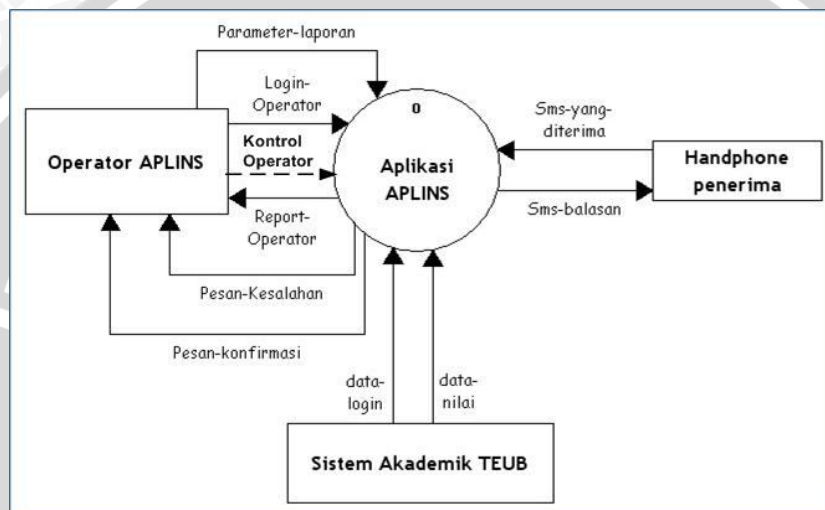 Parameter-laporan
Login-
Operator
Kontrol
Operator
Operator APLINS
Report-
Operator
Pesan-Kesalahan
Pesan-konfirmasi
0
Aplikasi
APLINS
Sms-yang-
diterima
Handphone
penerima
Sms-balasan
data-
login
data-
nilai
Sistem Akademik TEUB